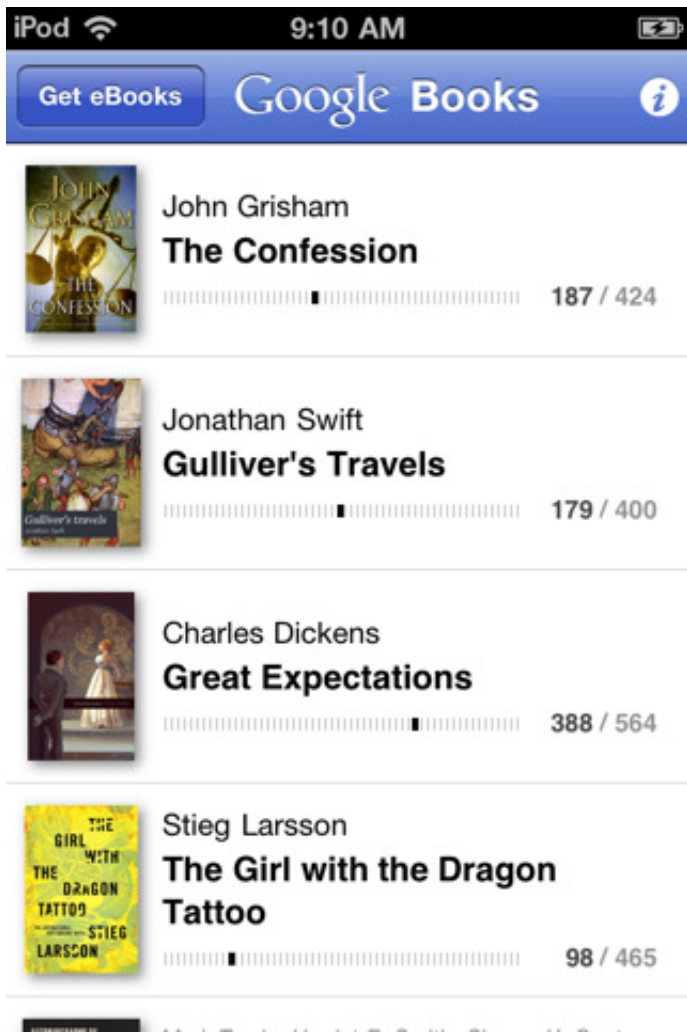 iPod 9:10 AM
Get eBooks Google Books i
JOHN
GRISHAM
THE
CONFESSION
John Grisham
The Confession
187 / 424
Gulliver's travels
Jonathan Swift
Gulliver's Travels
179 / 400
Charles Dickens
Great Expectations
388 / 564
THE
GIRL
WITH
THE
DRAGON
TATTOO
STIEG
LARSSON
Stieg Larsson
The Girl with the Dragon
Tattoo
98 / 465